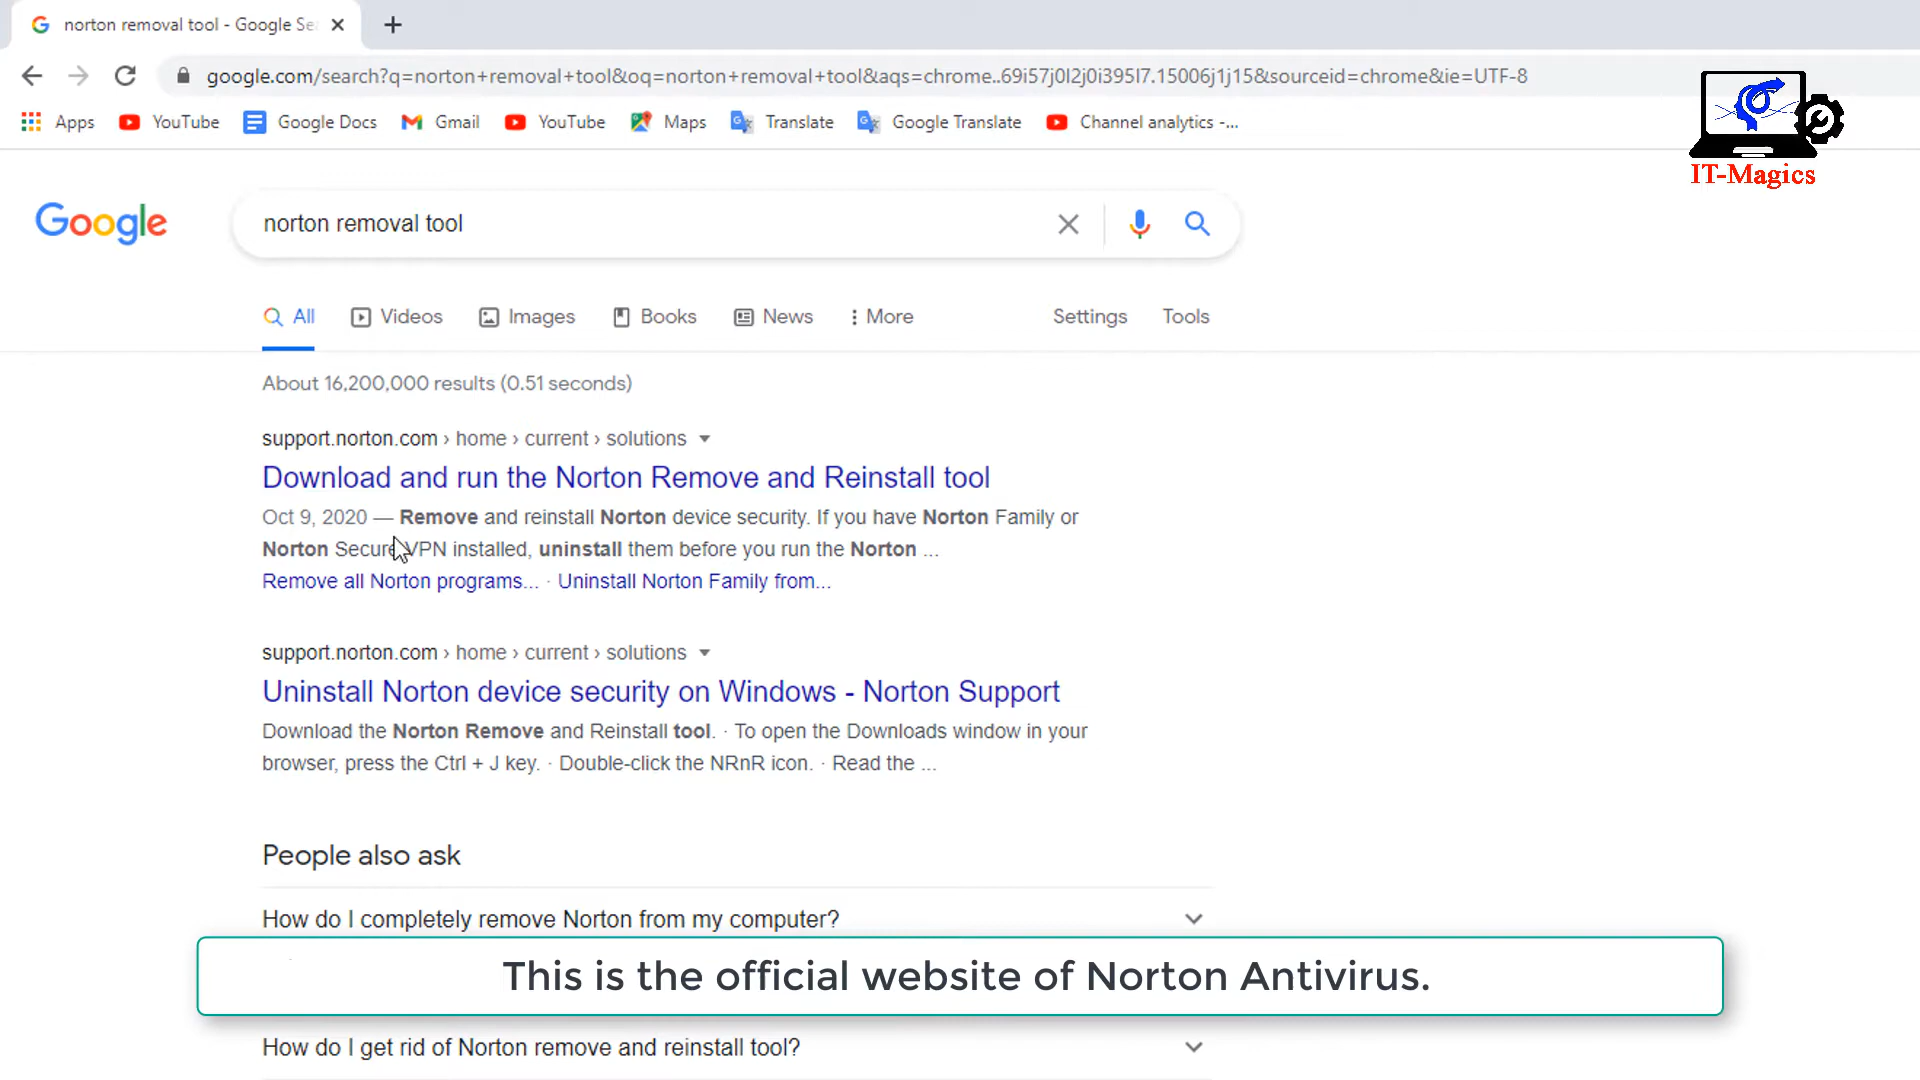 norton removal tool - Google Se
google.com/search?q=norton+removal+tool&oq=norton+removal+tool&aqs=chrome..69i57j0l2j0i395l7.15006j1j15&sourceid=chrome&ie=UTF-8
Apps YouTube Google Docs Gmail YouTube Maps Translate Google Translate Channel analytics -...
IT-Magics
Google norton removal tool
All Videos Images Books News More Settings Tools
About 16,200,000 results (0.51 seconds)
support.norton.com › home › current › solutions
Download and run the Norton Remove and Reinstall tool
Oct 9, 2020 — Remove and reinstall Norton device security. If you have Norton Family or
Norton Secure VPN installed, uninstall them before you run the Norton ...
Remove all Norton programs... · Uninstall Norton Family from...
support.norton.com › home › current › solutions
Uninstall Norton device security on Windows - Norton Support
Download the Norton Remove and Reinstall tool. · To open the Downloads window in your
browser, press the Ctrl + J key. · Double-click the NRnR icon. · Read the ...
People also ask
How do I completely remove Norton from my computer?
This is the official website of Norton Antivirus.
How do I get rid of Norton remove and reinstall tool?